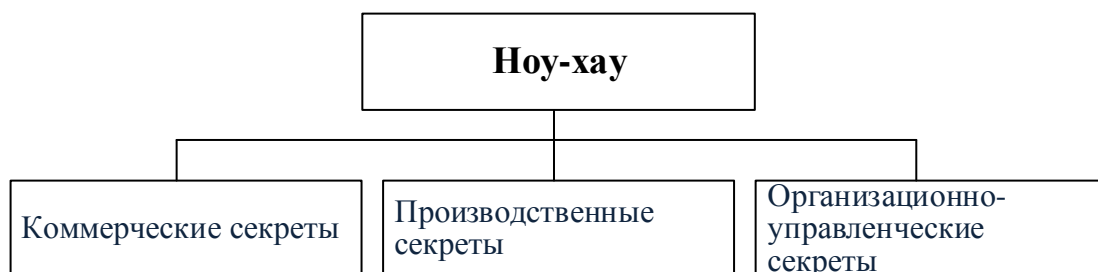 Ноу-хау
Коммерческие секреты
Производственные
секреты
Организационно-
управленческие
секреты